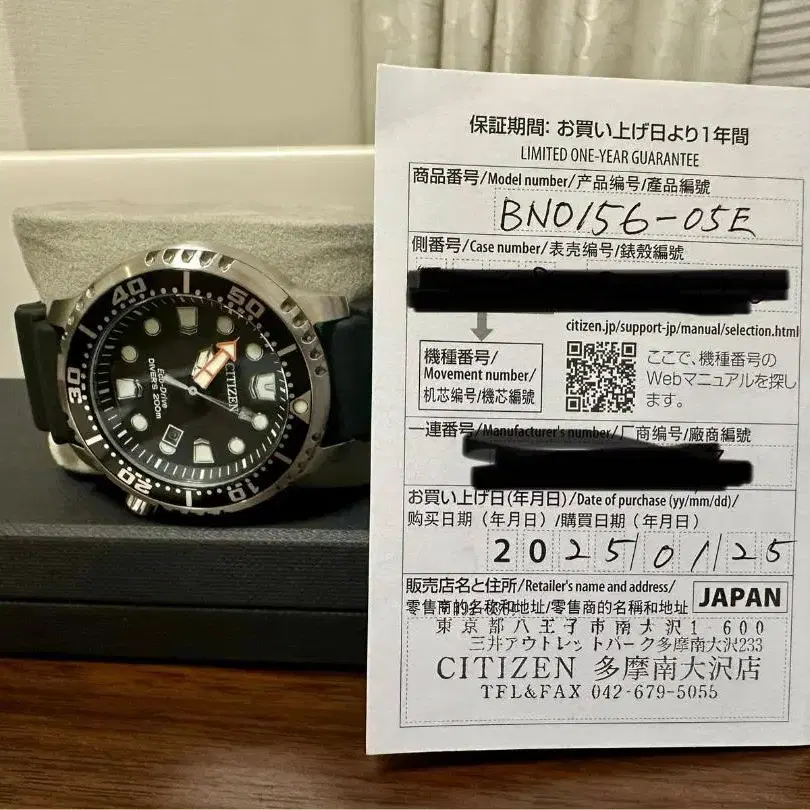 40
50
30
20
10
CITIZEN
Eco-Drive
DIVER'S 200m
保証期間: お買い上げ日より1年間
LIMITED ONE-YEAR GUARANTEE
商品番号/Model number/产品编号/產品編號
BN0156-05E
側番号/Case number/表壳编号/錶殼編號
citizen.jp/support-jp/manual/selection.html
機種番号/
Movement number/
机芯编号/機芯編號
ここで、機種番号の
Webマニュアルを探し
ます。
一連番号/Manufacturer's number/厂商编号/廠商編號
お買い上げ日(年月日)/Date of purchase (yy/mm/dd)/
购买日期(年月日)/購買日期(年月日)
2025/01/25
販売店名と住所/Retailer's name and address/
零售商的名称和地址/零售商的名稱和地址
JAPAN
東京都八王子市南大沢1-600
三井アウトレットパーク多摩南大沢233
CITIZEN 多摩南大沢店
TEL&FAX 042-679-5055